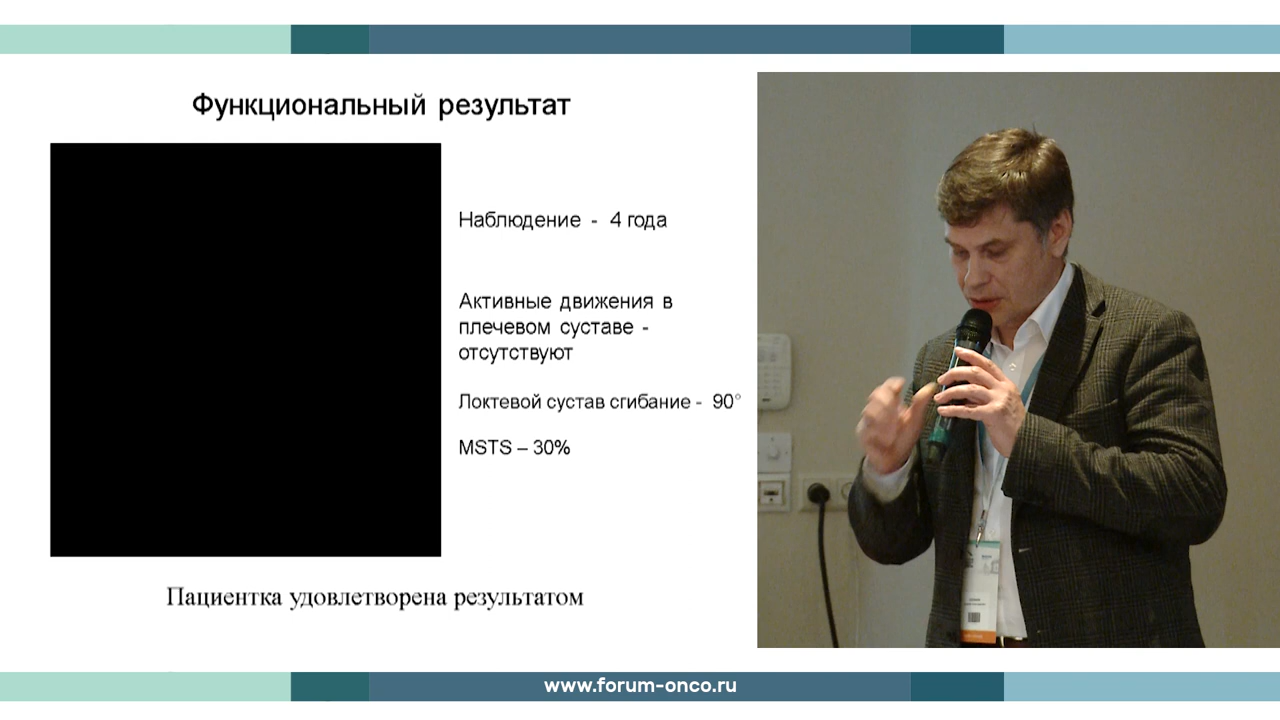 Функциональный результат
Наблюдение - 4 года
Активные движения в
плечевом суставе -
отсутствуют
Локтевой сустав сгибание - 90°
MSTS – 30%
Пациентка удовлетворена результатом
www.forum-onco.ru